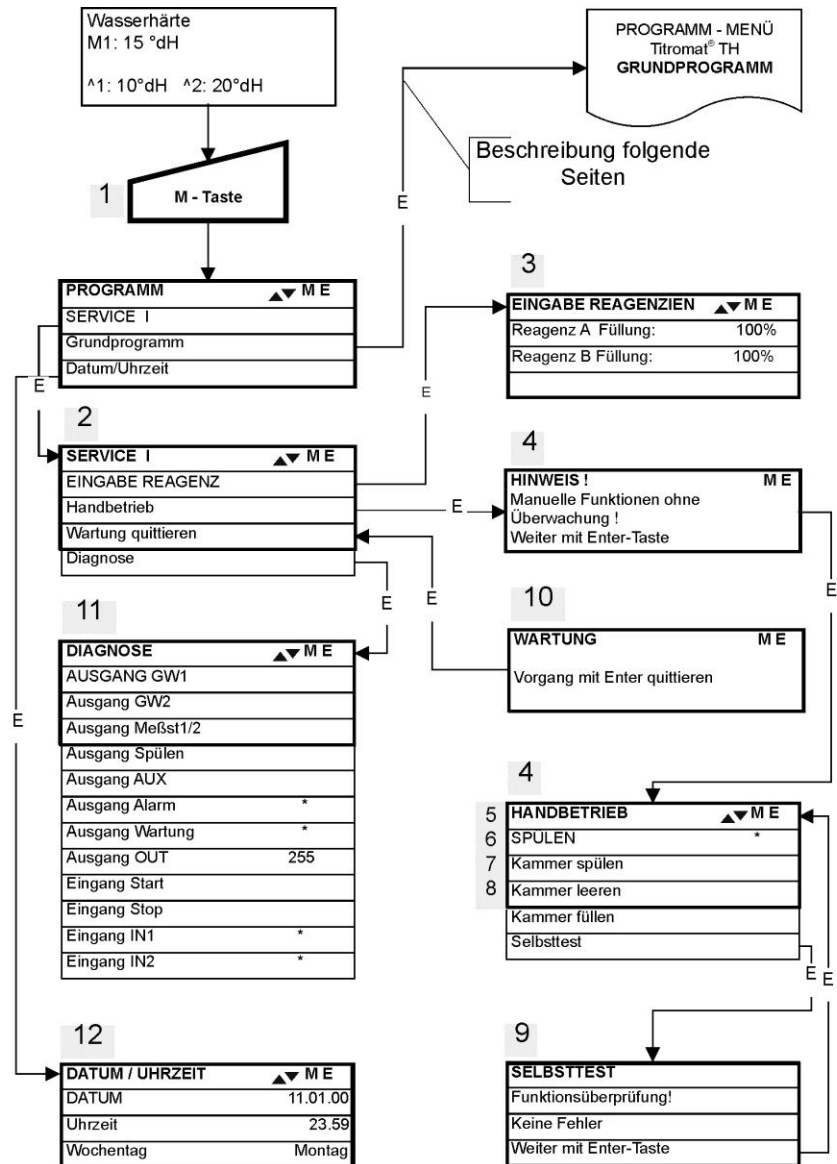 Wasserhärte
M1: 15 °dH
^1: 10°dH ^2: 20°dH
PROGRAMM - MENÜ
Titromat® TH
GRUNDPROGRAMM
Beschreibung folgende
Seiten
1
M - Taste
E
PROGRAMM ▲▼ M E
SERVICE I
Grundprogramm
Datum/Uhrzeit
E
3
EINGABE REAGENZIEN ▲▼ M E
Reagenz A Füllung: 100%
Reagenz B Füllung: 100%
E
2
SERVICE I ▲▼ M E
EINGABE REAGENZ
Handbetrieb
Wartung quittieren
Diagnose
E
4
HINWEIS ! M E
Manuelle Funktionen ohne
Überwachung !
Weiter mit Enter-Taste
E
E
E
10
WARTUNG M E
Vorgang mit Enter quittieren
11
DIAGNOSE ▲▼ M E
AUSGANG GW1
Ausgang GW2
Ausgang Meßst1/2
Ausgang Spülen
Ausgang AUX
Ausgang Alarm *
Ausgang Wartung *
Ausgang OUT 255
Eingang Start
Eingang Stop
Eingang IN1 *
Eingang IN2 *
E
4
5 HANDBETRIEB ▲▼ M E
6 SPÜLEN *
7 Kammer spülen
8 Kammer leeren
Kammer füllen
Selbsttest
E
E
12
DATUM / UHRZEIT ▲▼ M E
DATUM 11.01.00
Uhrzeit 23.59
Wochentag Montag
9
SELBSTTEST
Funktionsüberprüfung!
Keine Fehler
Weiter mit Enter-Taste